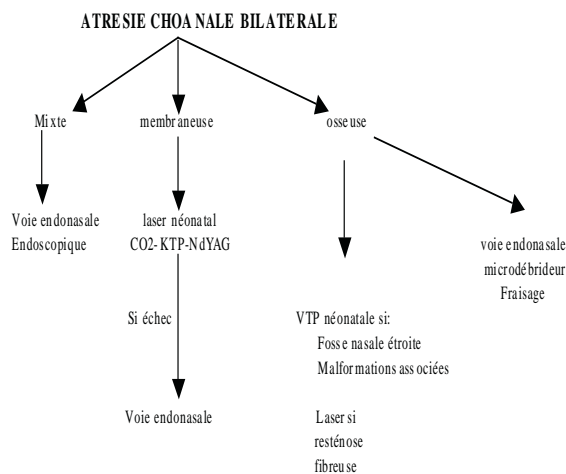 ATRESIE CHOANALE BILATERALE
Mixte
membraneuse
osseuse
Voie endonasale
Endoscopique
laser néonatal
CO2-KTP-NdYAG
voie endonasale
microdébrideur
Fraisage
Si échec
VTP néonatale si:
Fosse nasale étroite
Malformations associées
Voie endonasale
Laser si
resténose
fibreuse